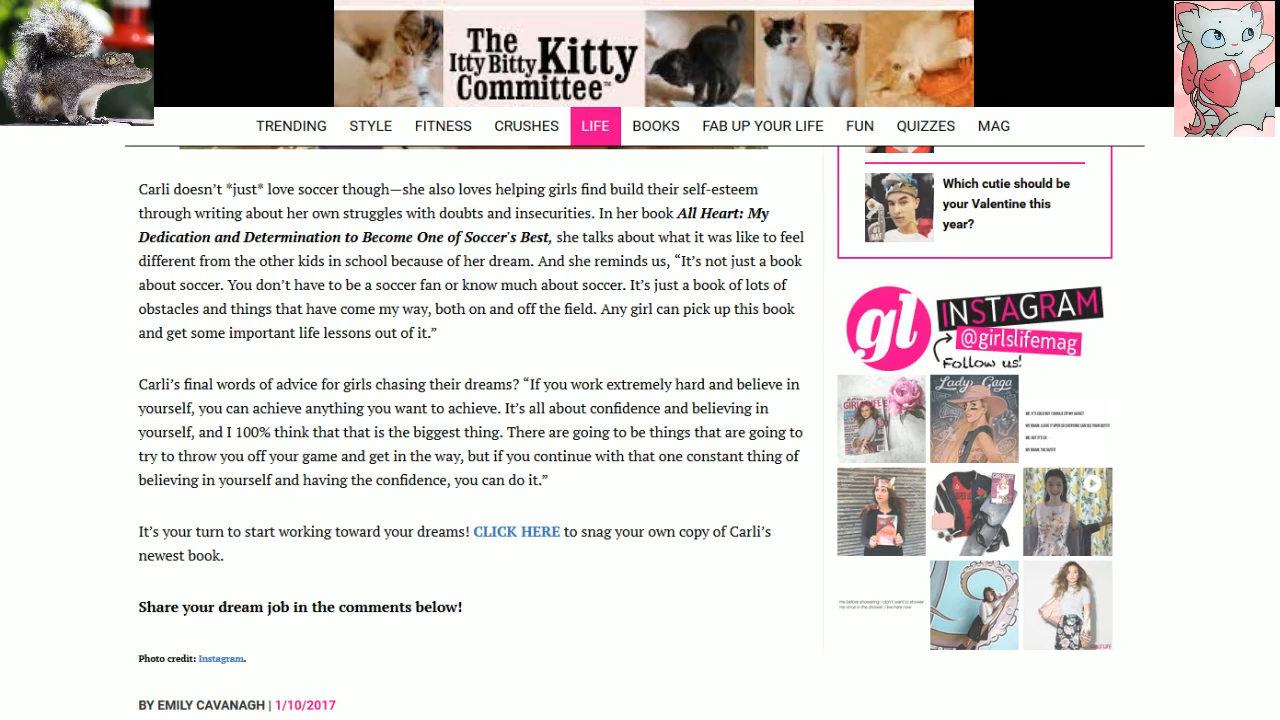 The
Itty Bitty Kitty
Committee™
TRENDING STYLE FITNESS CRUSHES LIFE BOOKS FAB UP YOUR LIFE FUN QUIZZES MAG
Carli doesn’t *just* love soccer though—she also loves helping girls find build their self-esteem
through writing about her own struggles with doubts and insecurities. In her book All Heart: My
Dedication and Determination to Become One of Soccer's Best, she talks about what it was like to feel
different from the other kids in school because of her dream. And she reminds us, “It’s not just a book
about soccer. You don’t have to be a soccer fan or know much about soccer. It’s just a book of lots of
obstacles and things that have come my way, both on and off the field. Any girl can pick up this book
and get some important life lessons out of it.”
Carli’s final words of advice for girls chasing their dreams? “If you work extremely hard and believe in
yourself, you can achieve anything you want to achieve. It’s all about confidence and believing in
yourself, and I 100% think that that is the biggest thing. There are going to be things that are going to
try to throw you off your game and get in the way, but if you continue with that one constant thing of
believing in yourself and having the confidence, you can do it.”
It’s your turn to start working toward your dreams! CLICK HERE to snag your own copy of Carli’s
newest book.
Share your dream job in the comments below!
Photo credit: Instagram.
BY EMILY CAVANAGH | 1/10/2017
Which cutie should be
your Valentine this
year?
gl INSTAGRAM
@girlslifemag
Follow us!
Lady Gaga